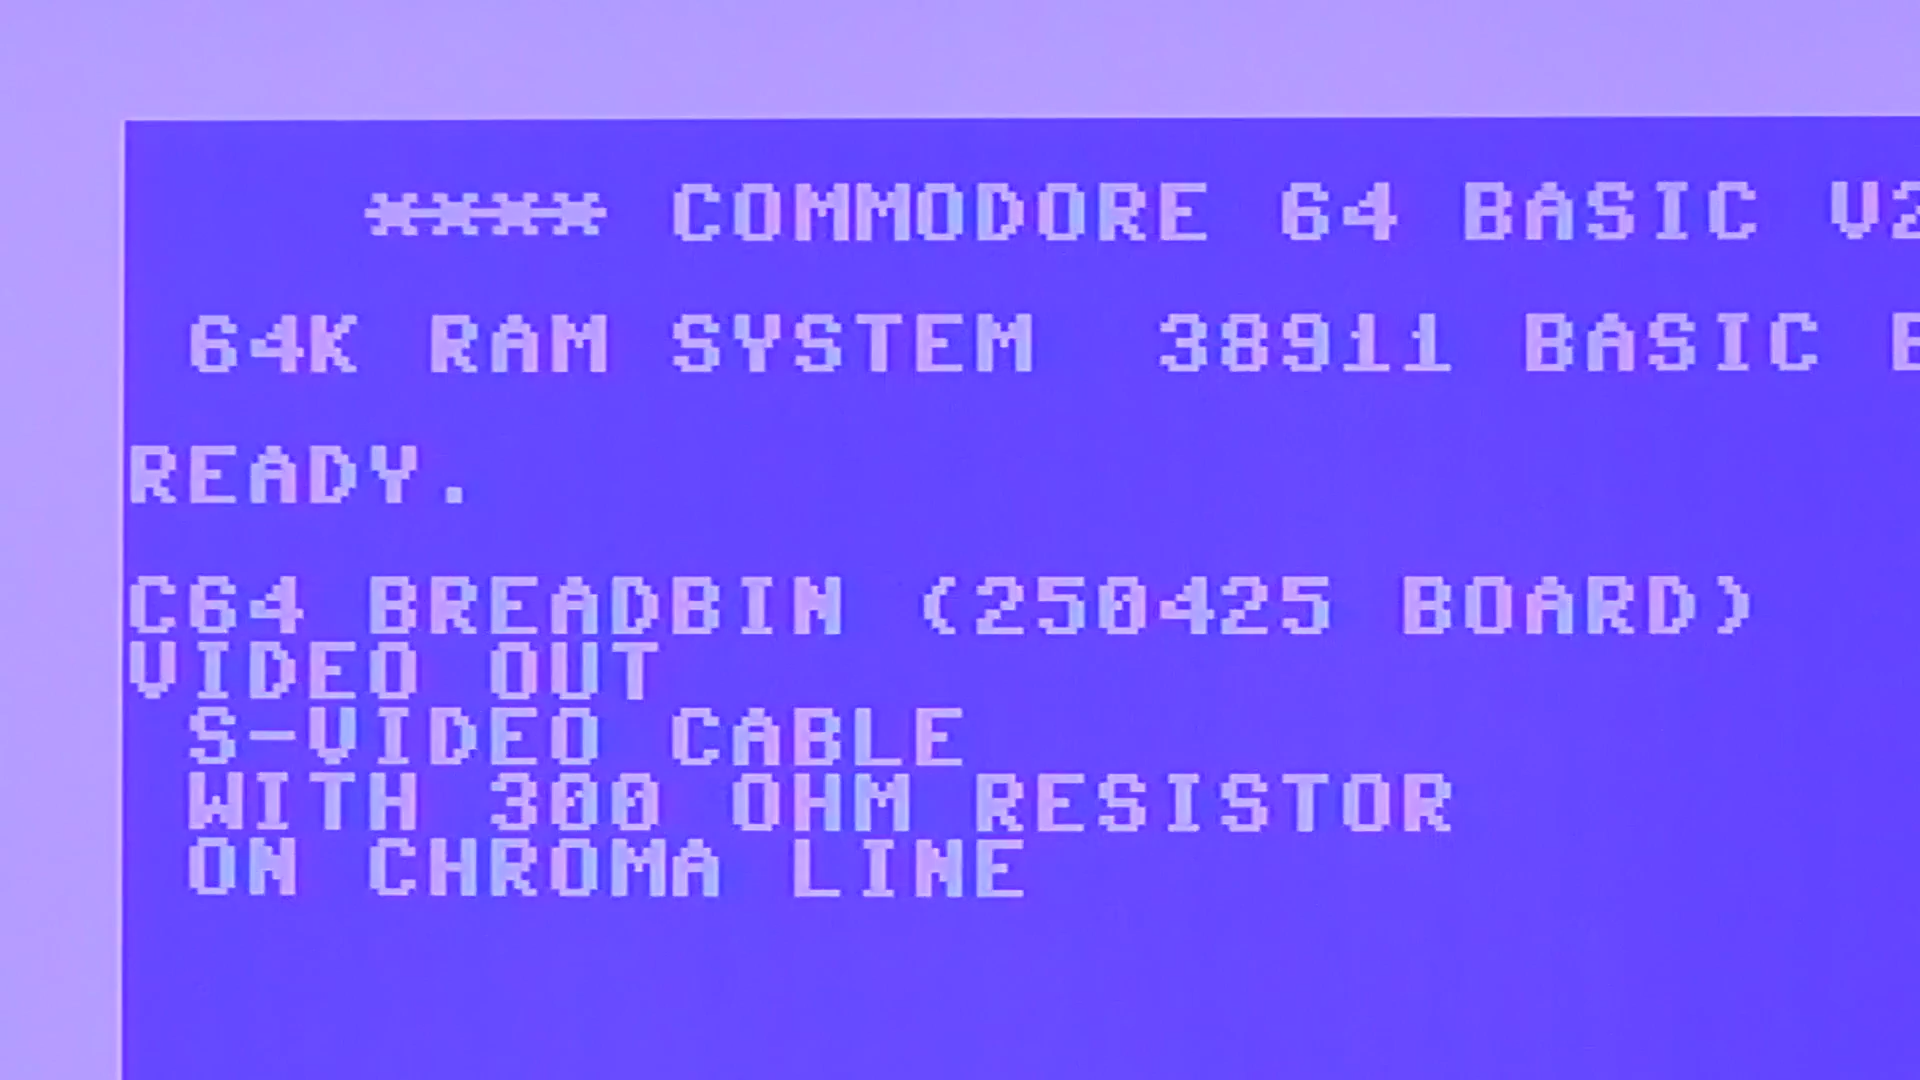 **** COMMODORE 64 BASIC V2
64K RAM SYSTEM  38911 BASIC
READY.
C64 BREADBIN (250425 BOARD)
VIDEO OUT
S-VIDEO CABLE
WITH 300 OHM RESISTOR
ON CHROMA LINE